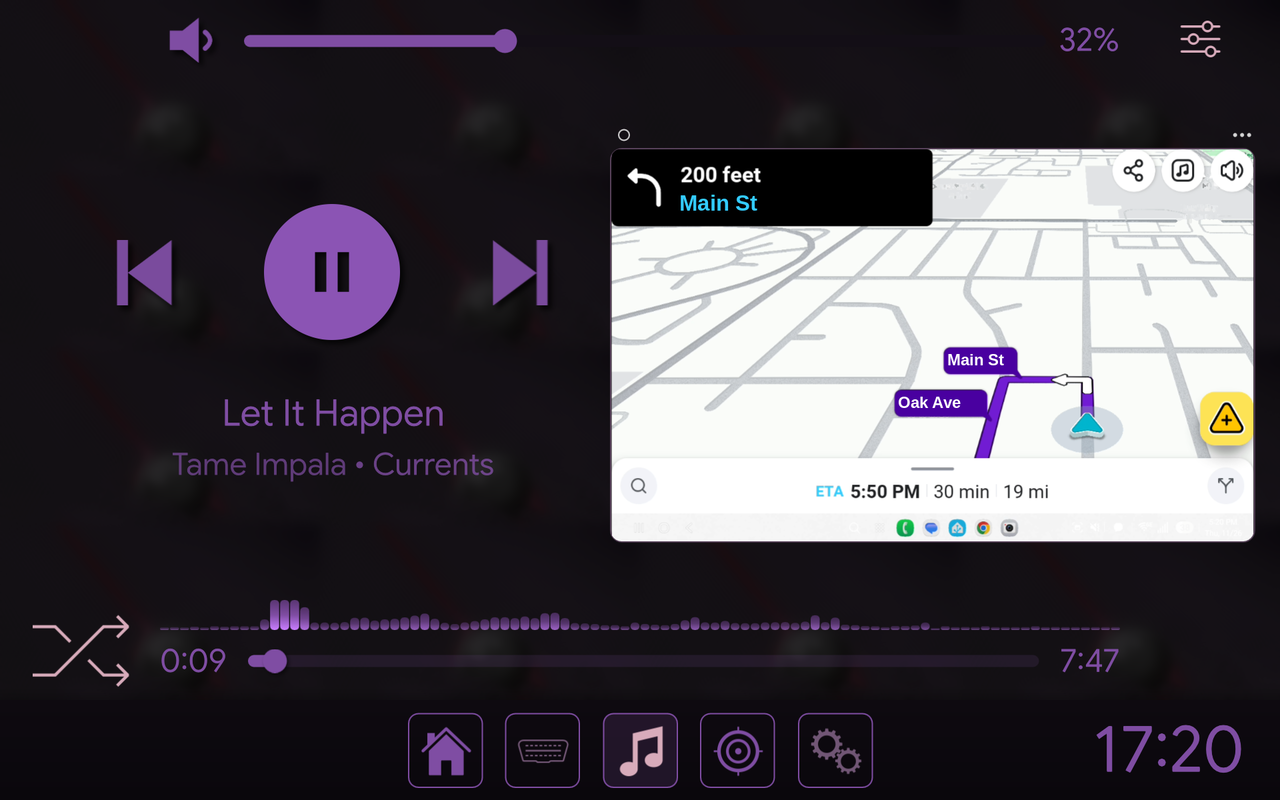 32%
200 feet
Main St
Main St
Oak Ave
ETA 5:50 PM 30 min 19 mi
Let It Happen
Tame Impala • Currents
0:09
7:47
17:20